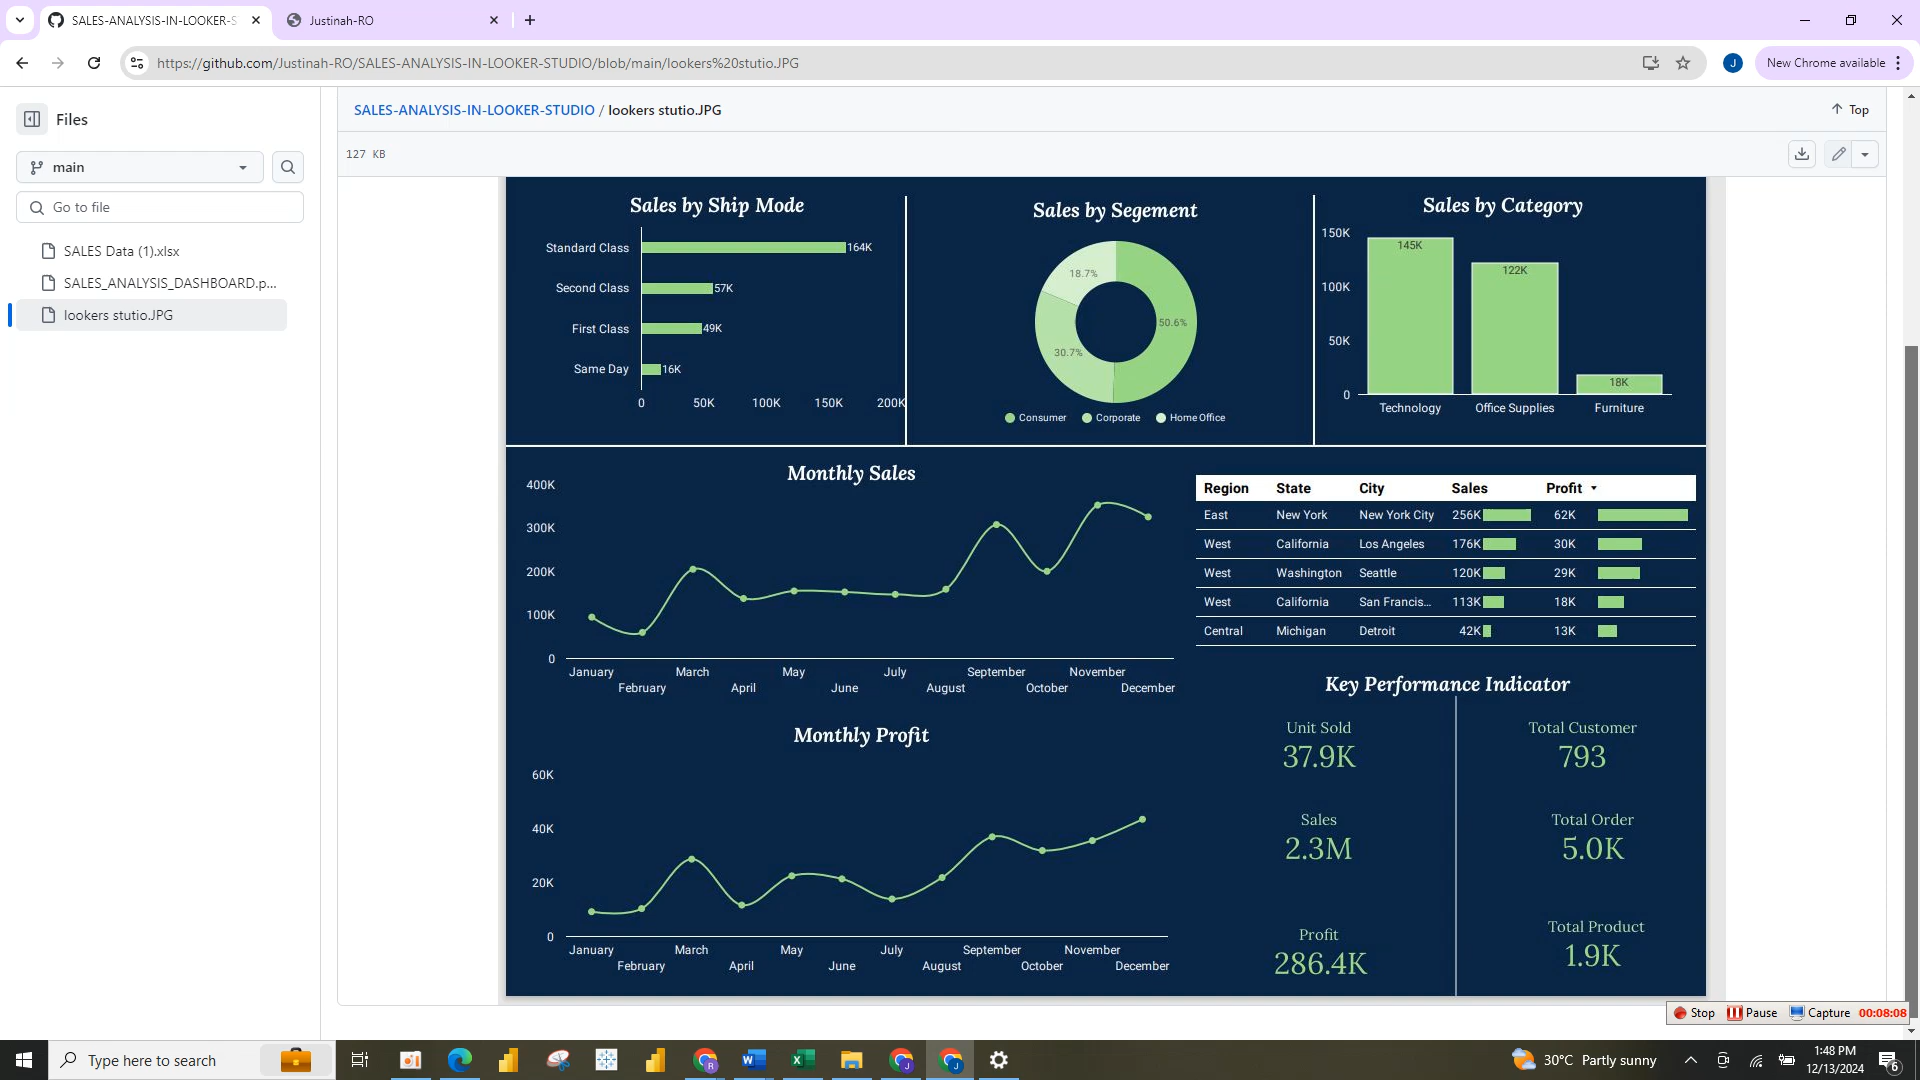 SALES-ANALYSIS-IN-LOOKER-S
Justinah-RO
https://github.com/Justinah-RO/SALES-ANALYSIS-IN-LOOKER-STUDIO/blob/main/lookers%20stutio.JPG
J
New Chrome available
Files
SALES-ANALYSIS-IN-LOOKER-STUDIO / lookers stutio.JPG
Top
main
127 KB
Go to file
SALES Data (1).xlsx
SALES_ANALYSIS_DASHBOARD.p...
lookers stutio.JPG
Sales by Ship Mode
Standard Class 164K
Second Class 57K
First Class 49K
Same Day 16K
0 50K 100K 150K 200K
Sales by Segement
18.7%
50.6%
30.7%
Consumer Corporate Home Office
Sales by Category
150K
145K
122K
100K
50K
18K
0
Technology Office Supplies Furniture
Monthly Sales
400K
300K
200K
100K
0
January March May July September November
February April June August October December
Region State City Sales Profit
East New York New York City 256K 62K
West California Los Angeles 176K 30K
West Washington Seattle 120K 29K
West California San Francis... 113K 18K
Central Michigan Detroit 42K 13K
Monthly Profit
60K
40K
20K
0
January March May July September November
February April June August October December
Key Performance Indicator
Unit Sold Total Customer
37.9K 793
Sales Total Order
2.3M 5.0K
Profit Total Product
286.4K 1.9K
Stop Pause Capture 00:08:08
Type here to search
30°C Partly sunny
1:48 PM
12/13/2024
6